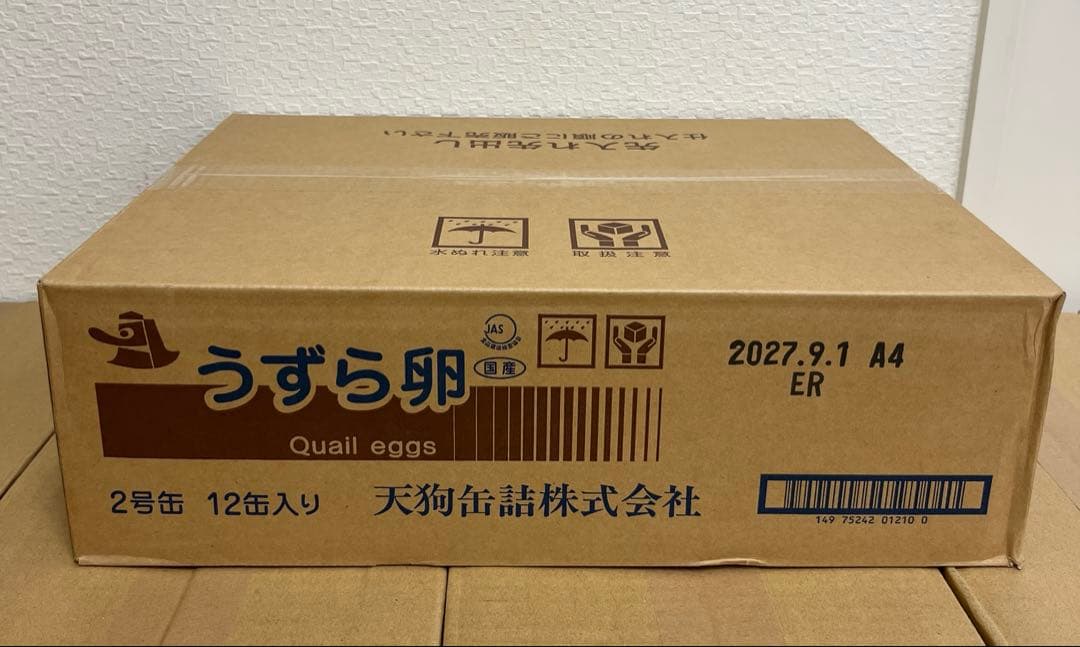 先入れ先出し
仕入れの順にご販売下さい
水ぬれ注意
取扱注意
JAS
うずら卵
国産
Quail eggs
2027.9.1 A4
ER
2号缶 12缶入り 天狗缶詰株式会社
149 75242 01210 0